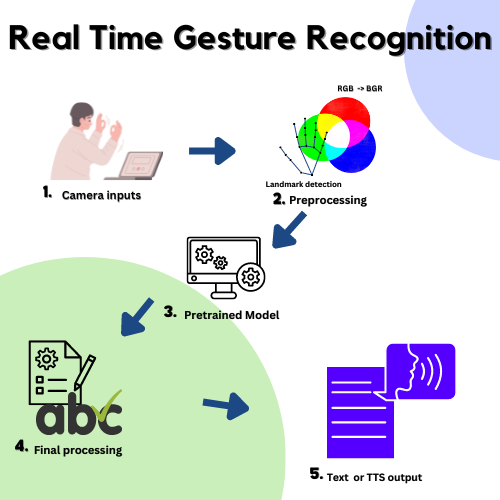 Real Time Gesture Recognition
RGB -> BGR
Landmark detection
1. Camera inputs
2. Preprocessing
3. Pretrained Model
abc
4. Final processing
5. Text or TTS output